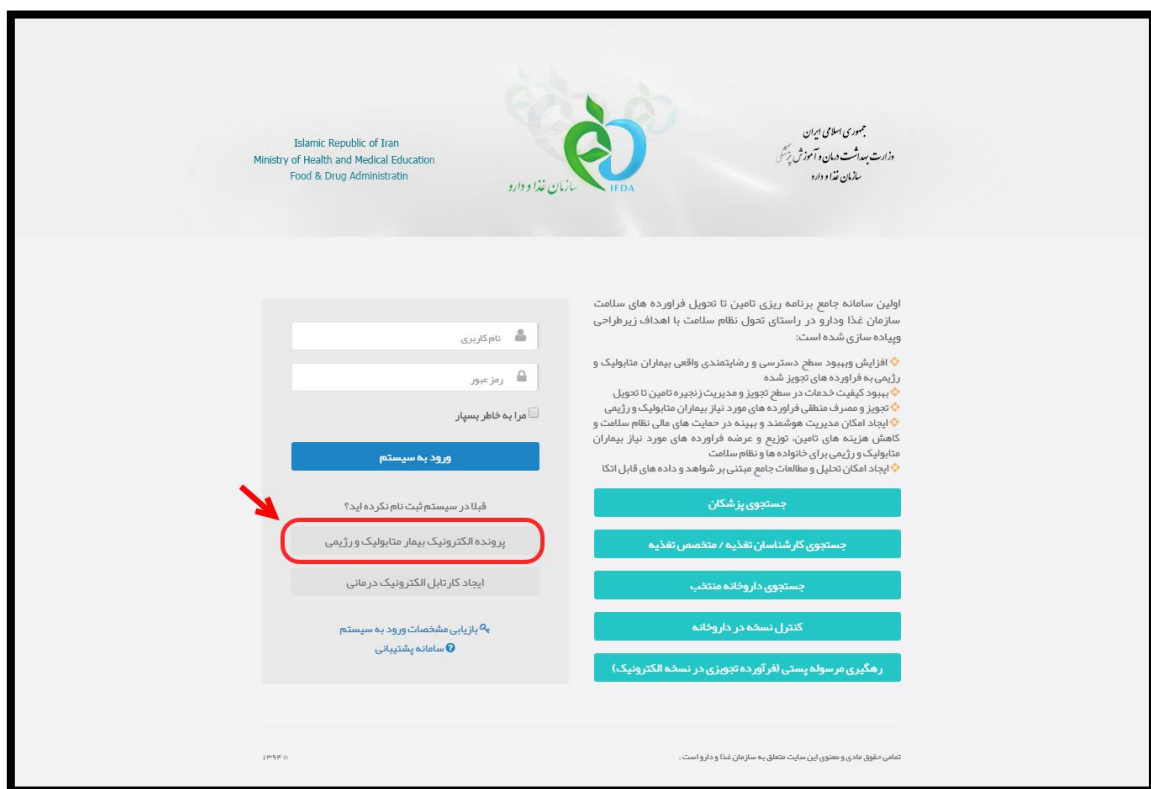 Islamic Republic of Iran
Ministry of Health and Medical Education
Food & Drug Administratin
سازمان غذا و دارو
IFDA
جمهوری اسلامی ایران
وزارت بهداشت درمان و آموزش پزشکی
سازمان غذا و دارو
اولین سامانه جامع برنامه ریزی تامین تا تحویل فراورده های سلامت
سازمان غذا ودارو در راستای تحول نظام سلامت با اهداف زیرطراحی
وپیاده سازی شده است:
افزایش وبهبود سطح دسترسی و رضایتمندی واقعی بیماران متابولیک و
رژیمی به فراورده های تجویز شده
بهبود کیفیت خدمات در سطح تجویز و مدیریت زنجیره تامین تا تحویل
تجویز و مصرف منطقی فراورده های مورد نیاز بیماران متابولیک و رژیمی
ایجاد امکان مدیریت هوشمند و بهینه در حمایت های مالی نظام سلامت و
کاهش هزینه های تامین، توزیع و عرضه فراورده های مورد نیاز بیماران
متابولیک و رژیمی برای خانواده ها و نظام سلامت
ایجاد امکان تحلیل و مطالعات جامع مبتنی بر شواهد و داده های قابل اتکا
جستجوی پزشکان
جستجوی کارشناسان تغذیه / متخصص تغذیه
جستجوی داروخانه منتخب
کنترل نسخه در داروخانه
رهگیری مرسوله پستی (فرآورده تجویزی در نسخه الکترونیک)
نام کاربری
رمز عبور
مرا به خاطر بسپار
ورود به سیستم
قبلا در سیستم ثبت نام نکرده اید؟
پرونده الکترونیک بیمار متابولیک و رژیمی
ایجاد کارتابل الکترونیک درمانی
بازیابی مشخصات ورود به سیستم
سامانه پشتیبانی
تمامی حقوق مادی و معنوی این سایت متعلق به سازمان غذا و دارو است .
© ۱۳۹۴